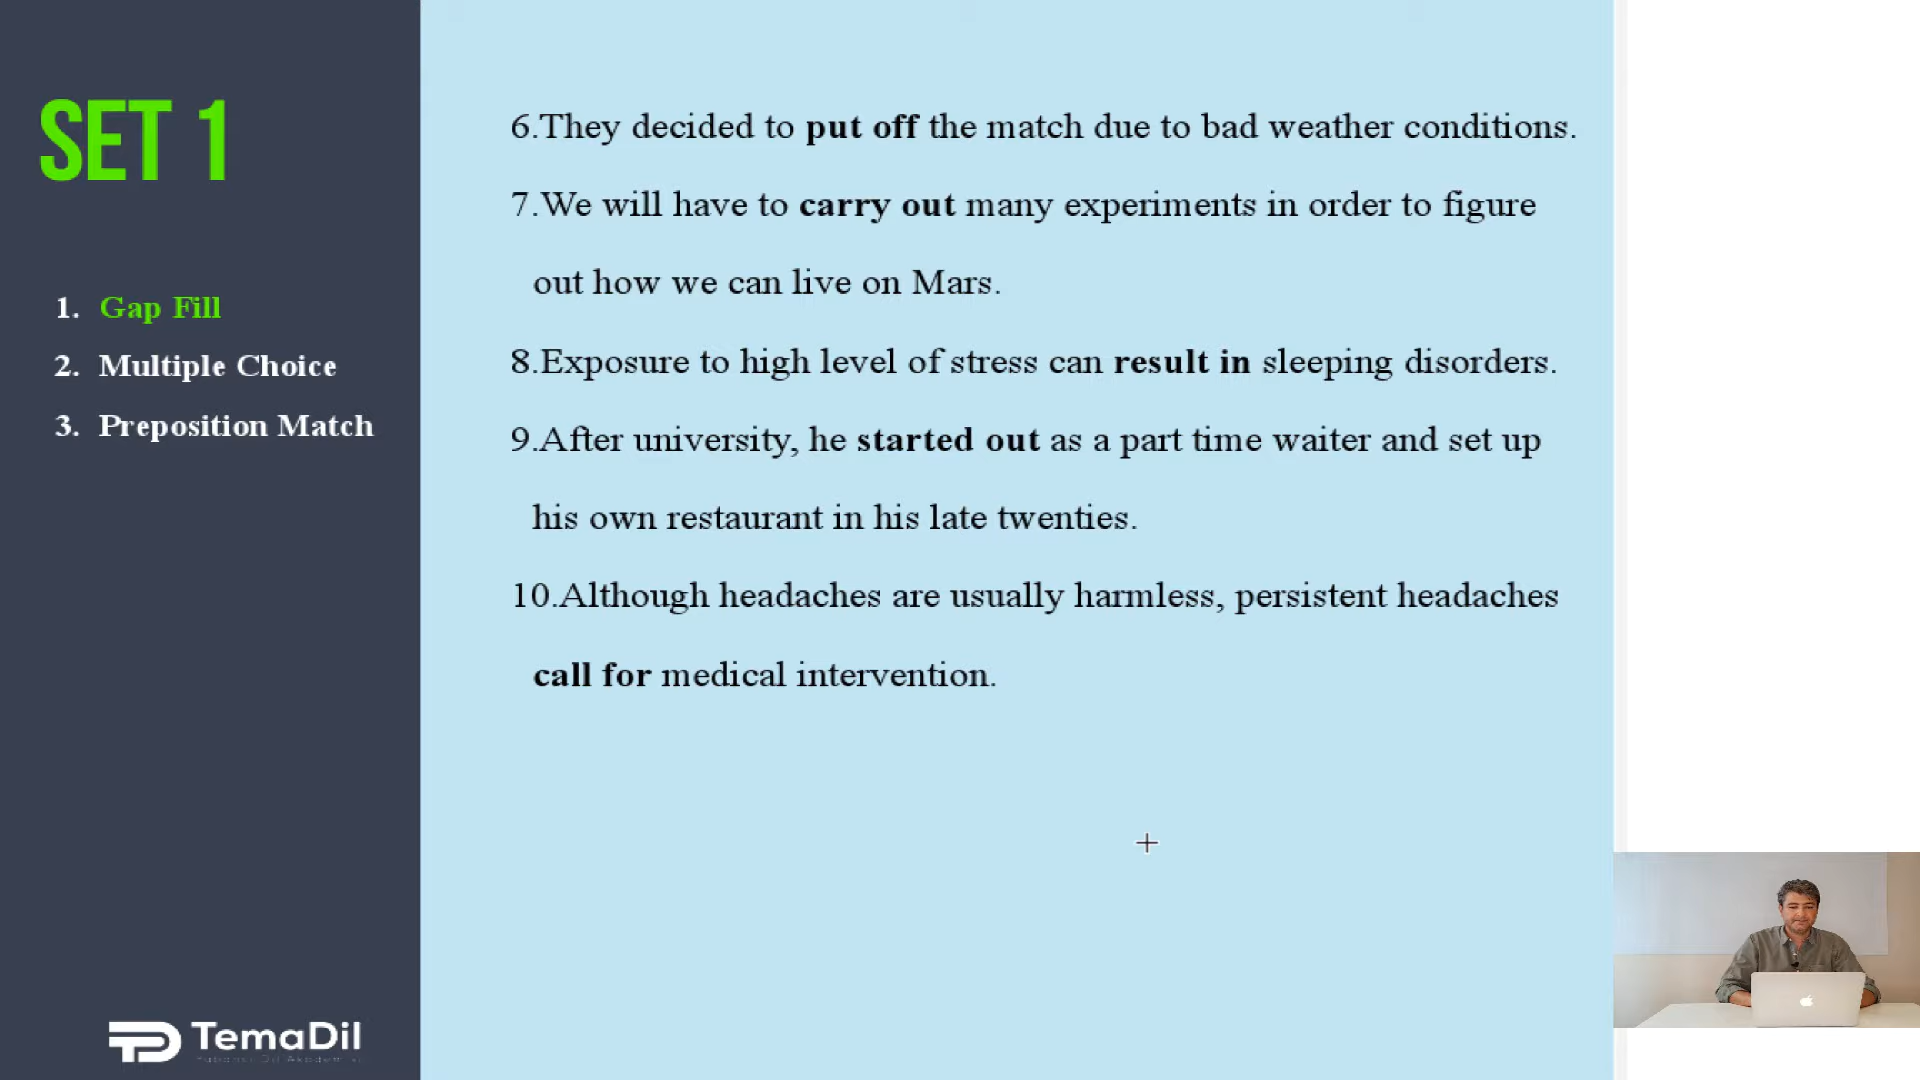 SET 1
1. Gap Fill
2. Multiple Choice
3. Preposition Match
6.They decided to put off the match due to bad weather conditions.
7.We will have to carry out many experiments in order to figure
out how we can live on Mars.
8.Exposure to high level of stress can result in sleeping disorders.
9.After university, he started out as a part time waiter and set up
his own restaurant in his late twenties.
10.Although headaches are usually harmless, persistent headaches
call for medical intervention.
TemaDil